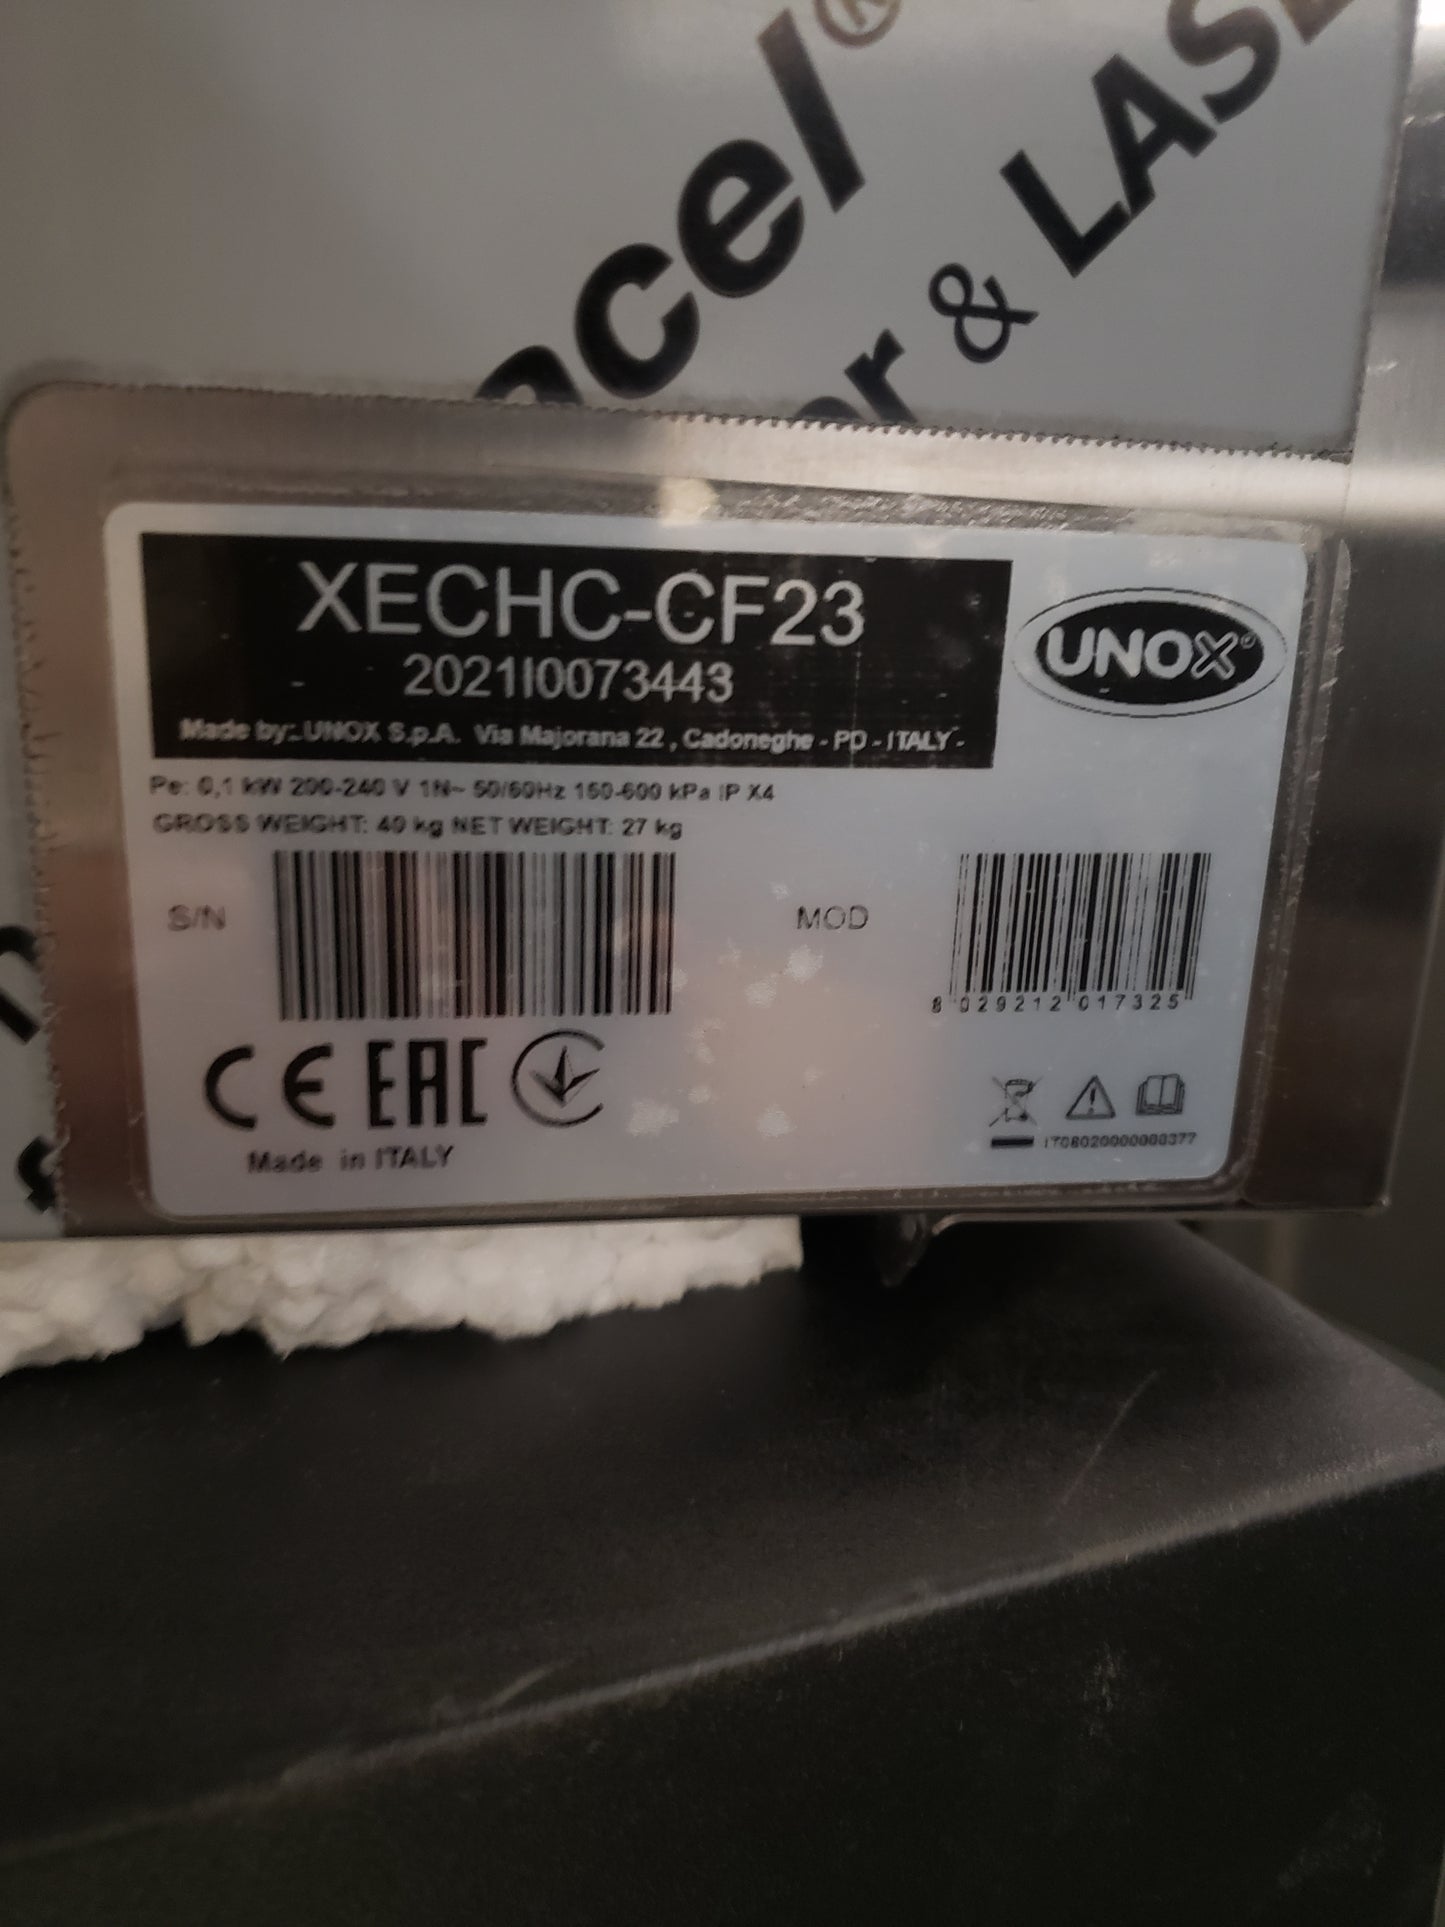 cel®
r & LASE
XECHC-CF23
2021I0073443
Made by: UNOX S.p.A. Via Majorana 22 , Cadoneghe - PD - ITALY -
UNOX®
Pe: 0,1 kW 200-240 V 1N~ 50/60Hz 150-600 kPa IP X4
GROSS WEIGHT: 40 kg NET WEIGHT: 27 kg
S/N
MOD
8 029212 017325
CE EAC
Made in ITALY
IT08020000000377